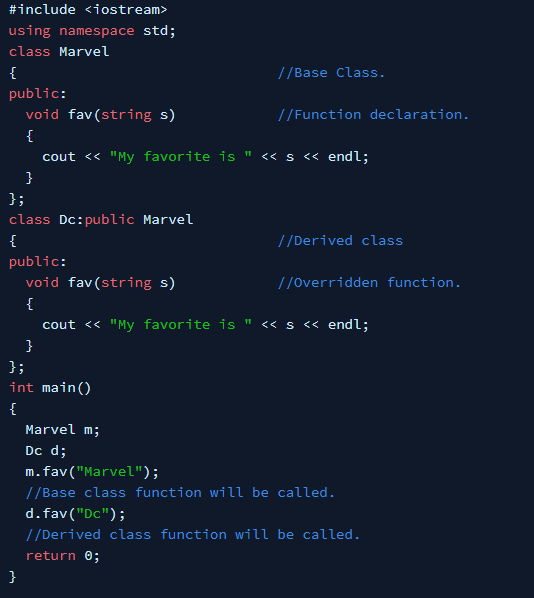 #include <iostream>
using namespace std;
class Marvel
{                               //Base Class.
public:
  void fav(string s)            //Function declaration.
  {
    cout << "My favorite is " << s << endl;
  }
};
class Dc:public Marvel
{                               //Derived class
public:
  void fav(string s)            //Overridden function.
  {
    cout << "My favorite is " << s << endl;
  }
};
int main()
{
  Marvel m;
  Dc d;
  m.fav("Marvel");
  //Base class function will be called.
  d.fav("Dc");
  //Derived class function will be called.
  return 0;
}